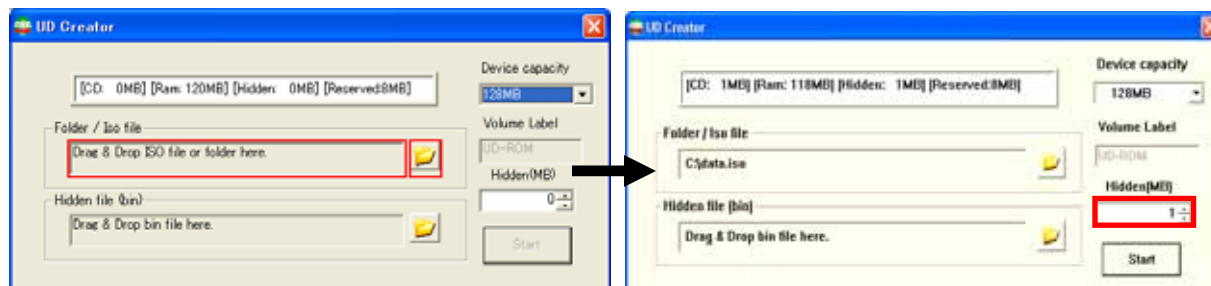 UD Creator
[CD: 0MB] [Ram: 120MB] [Hidden: 0MB] [Reserved:8MB]
Device capacity
128MB
Folder / Iso file
Drag & Drop ISO file or folder here.
Volume Label
UD-ROM
Hidden(MB)
0
Hidden file (bin)
Drag & Drop bin file here.
Start
UD Creator
[CD: 1MB] [Ram: 118MB] [Hidden: 1MB] [Reserved:8MB]
Device capacity
128MB
Folder / Iso file
C:\data.iso
Volume Label
UD-ROM
Hidden(MB)
1
Hidden file (bin)
Drag & Drop bin file here.
Start